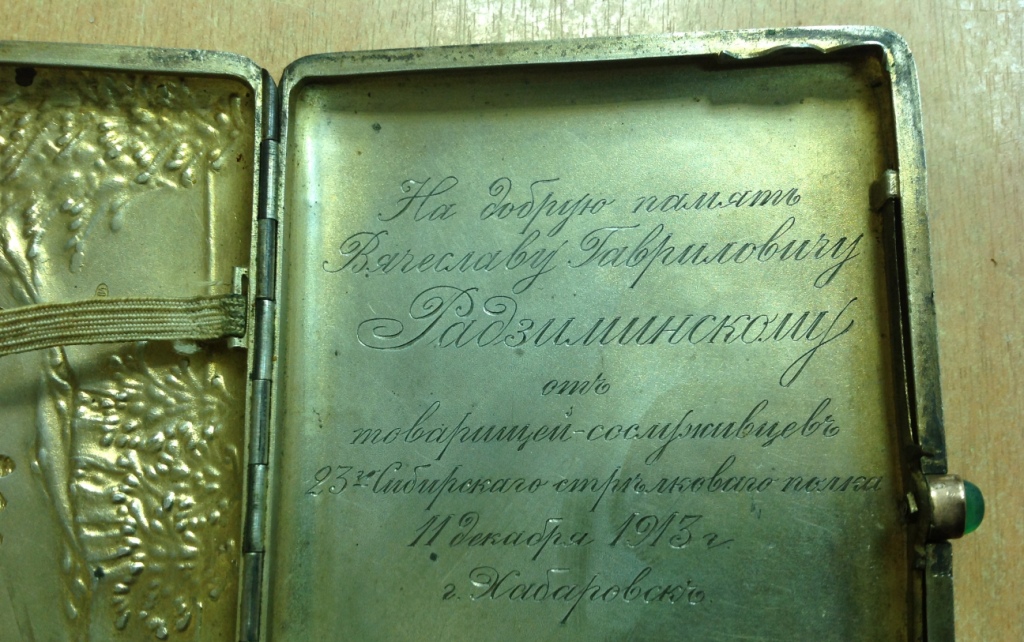 На добрую память
Вячеславу Гавриловичу
Радзиминскому
отъ
товарищей-сослуживцевъ
23го Сибирскаго стрѣлковаго полка
11 декабря 1913 г.
г. Хабаровскъ